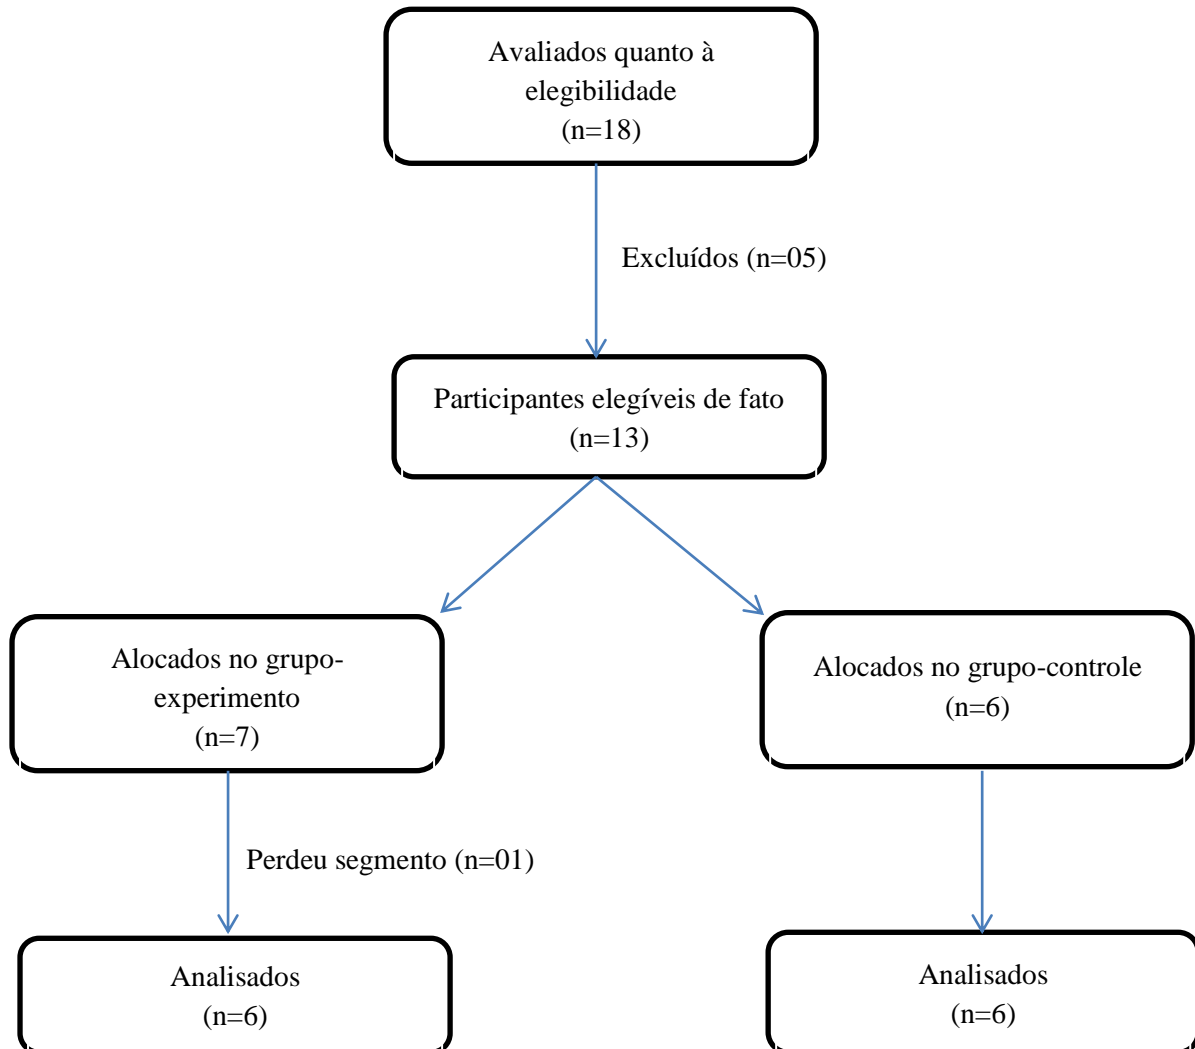 Avaliados quanto à
elegibilidade
(n=18)
Excluídos (n=05)
Participantes elegíveis de fato
(n=13)
Alocados no grupo-
experimento
(n=7)
Alocados no grupo-controle
(n=6)
Perdeu segmento (n=01)
Analisados
(n=6)
Analisados
(n=6)